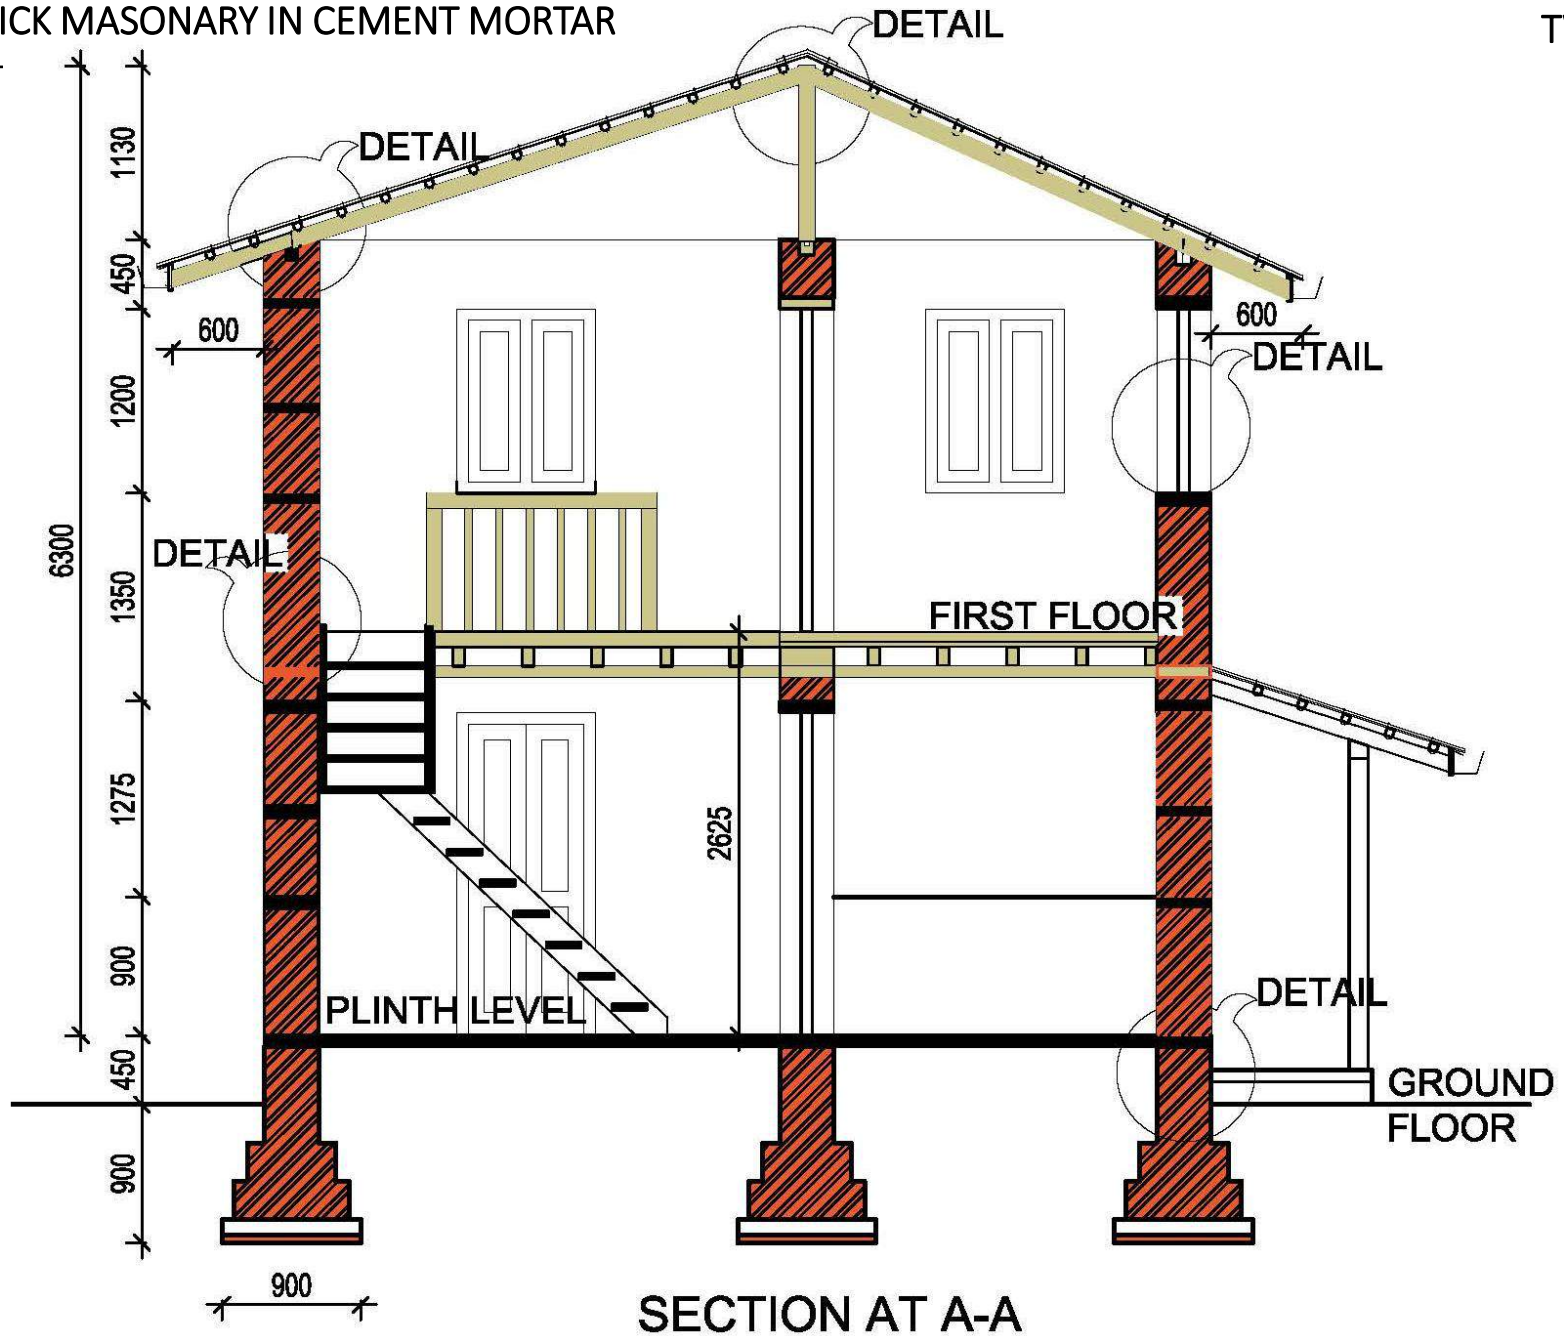 ICK MASONARY IN CEMENT MORTAR
DETAIL
T
DETAIL
1130
450
600
600
DETAIL
1200
6300
DETAIL
1350
FIRST FLOOR
1275
2625
900
PLINTH LEVEL
DETAIL
450
GROUND
FLOOR
900
900
SECTION AT A-A